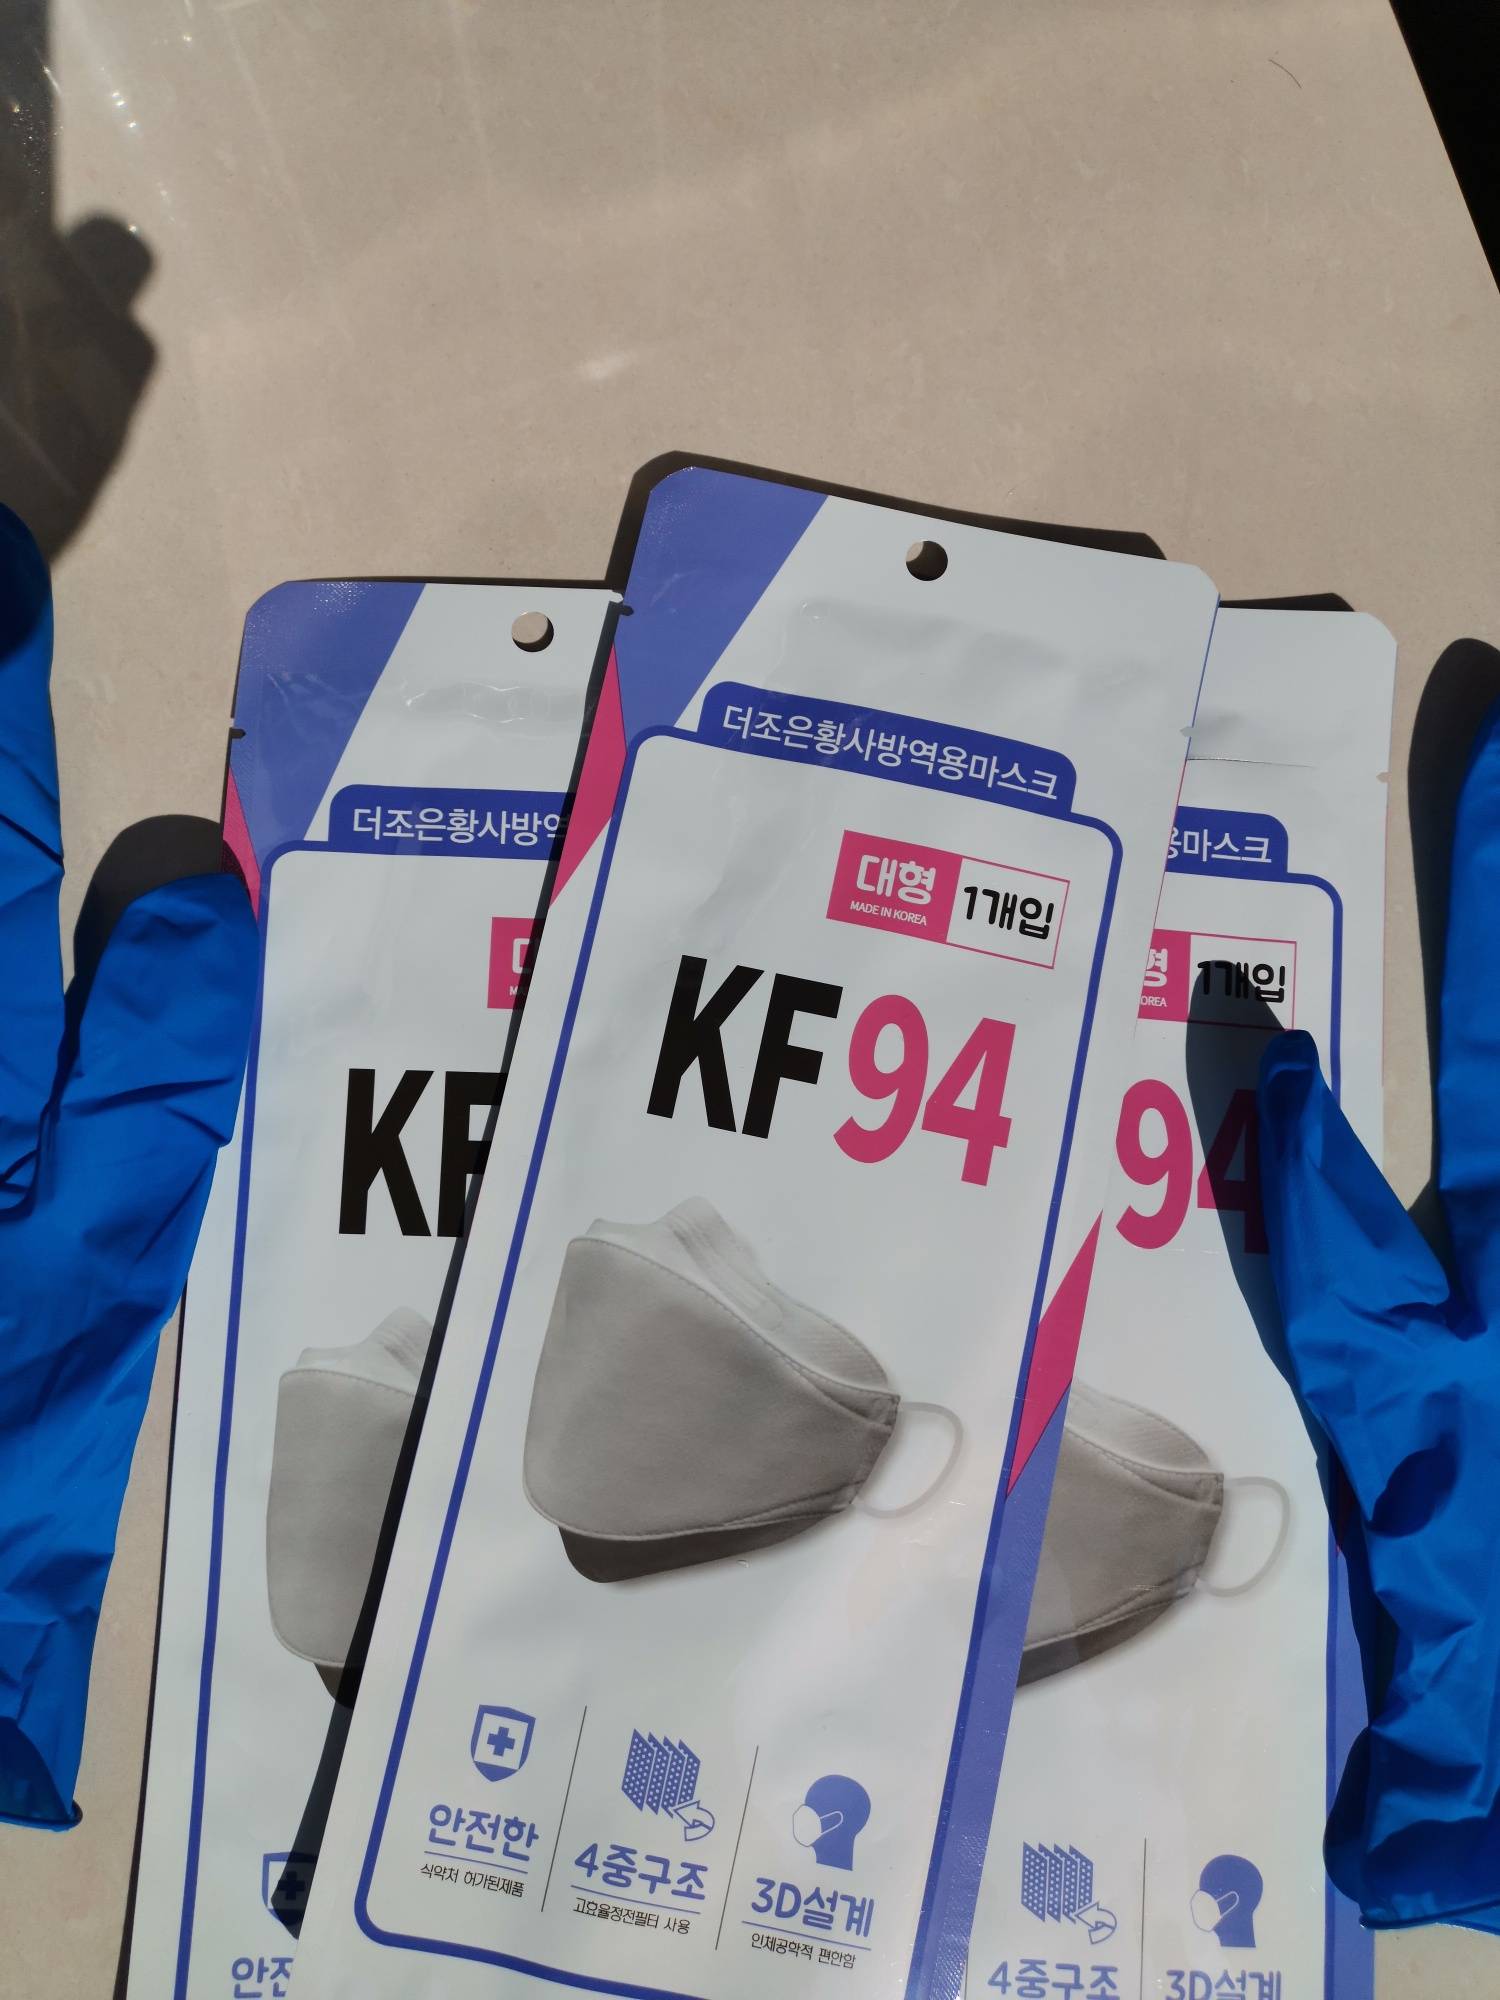 더조은황사방역용마스크
대형
MADE IN KOREA
1개입
KF94
안전한
식약처 허가된제품
4중구조
고효율정전필터 사용
3D설계
인체공학적 편안함
더조은황사방역
KF
안전
용마스크
형
OREA
1개입
94
4중구조
3D설계